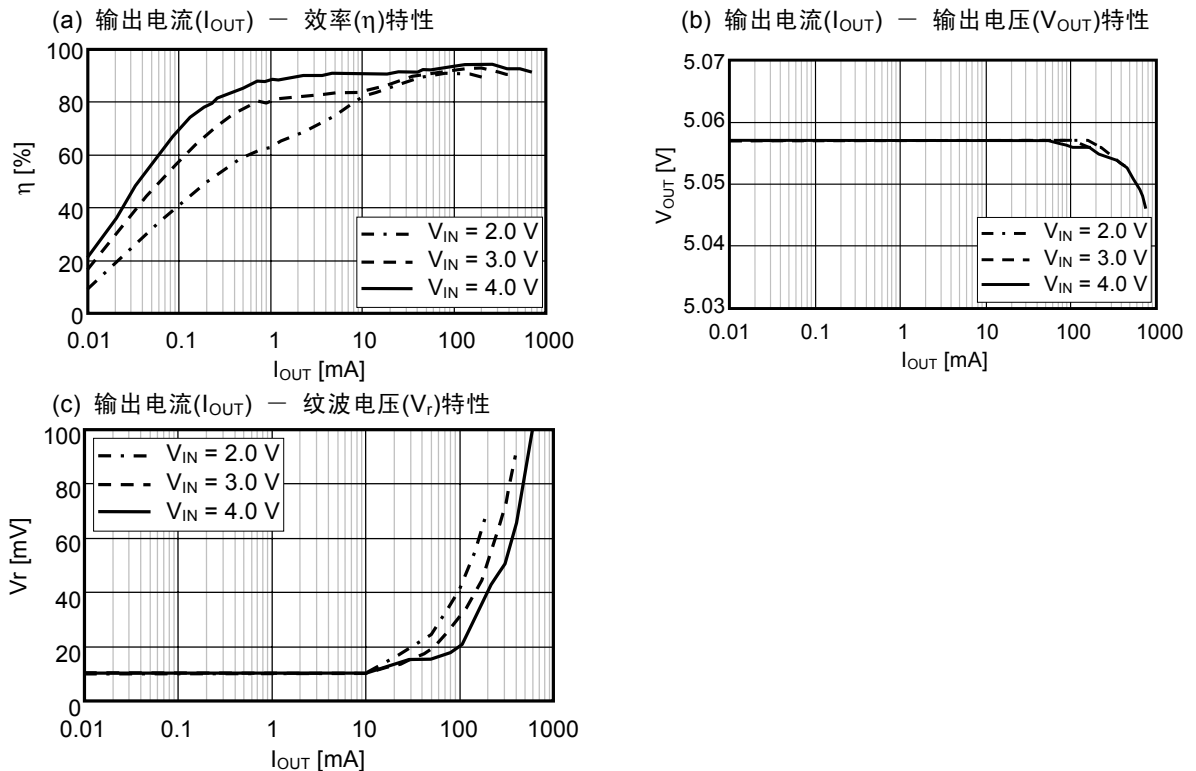 (a) 输出电流(IOUT) － 效率(η)特性
100
80
60
40
20
0
η [%]
VIN = 2.0 V
VIN = 3.0 V
VIN = 4.0 V
0.01 0.1 1 10 100 1000
IOUT [mA]
(b) 输出电流(IOUT) － 输出电压(VOUT)特性
5.07
5.06
5.05
5.04
5.03
VOUT [V]
VIN = 2.0 V
VIN = 3.0 V
VIN = 4.0 V
0.01 0.1 1 10 100 1000
IOUT [mA]
(c) 输出电流(IOUT) － 纹波电压(Vr)特性
100
80
60
40
20
0
Vr [mV]
VIN = 2.0 V
VIN = 3.0 V
VIN = 4.0 V
0.01 0.1 1 10 100 1000
IOUT [mA]